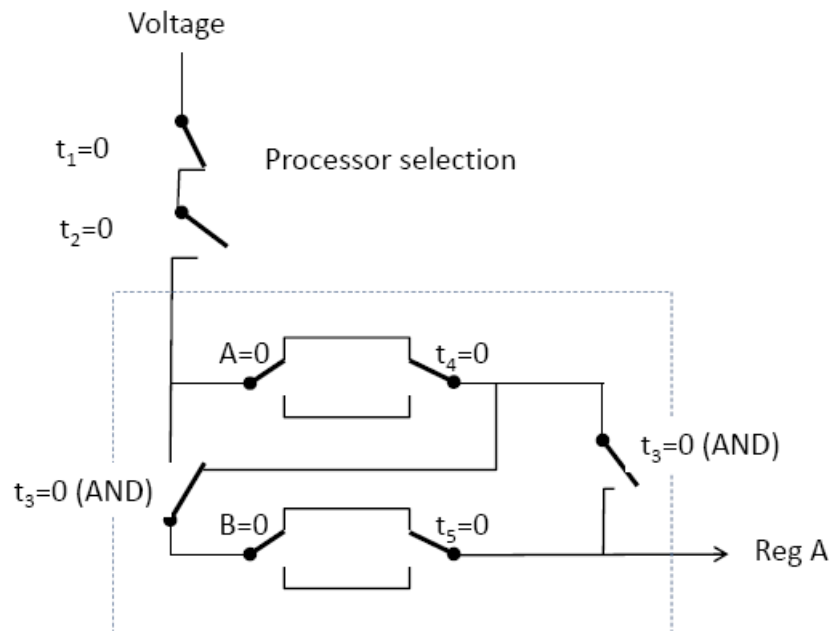 Voltage
t₁=0
Processor selection
t₂=0
A=0
t₄=0
t₃=0 (AND)
t₃=0 (AND)
B=0
t₅=0
Reg A